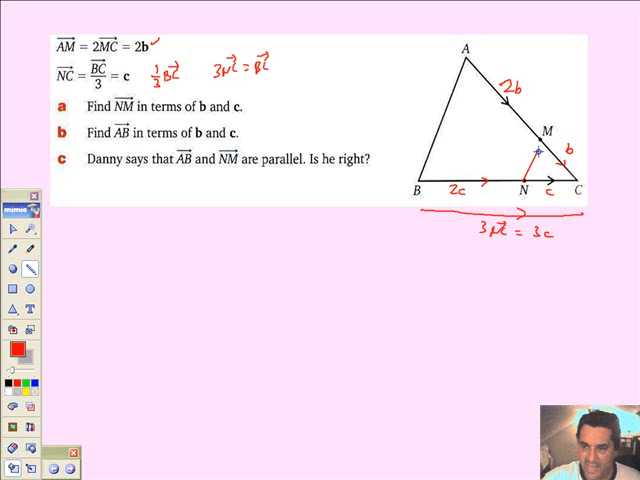 AM = 2MC = 2b
NC = BC/3 = c 1/3 BC 3NC = BC
a Find NM in terms of b and c.
b Find AB in terms of b and c.
c Danny says that AB and NM are parallel. Is he right?
A
2b
M
b
B 2c N c C
3NC = 3c
mimio
T